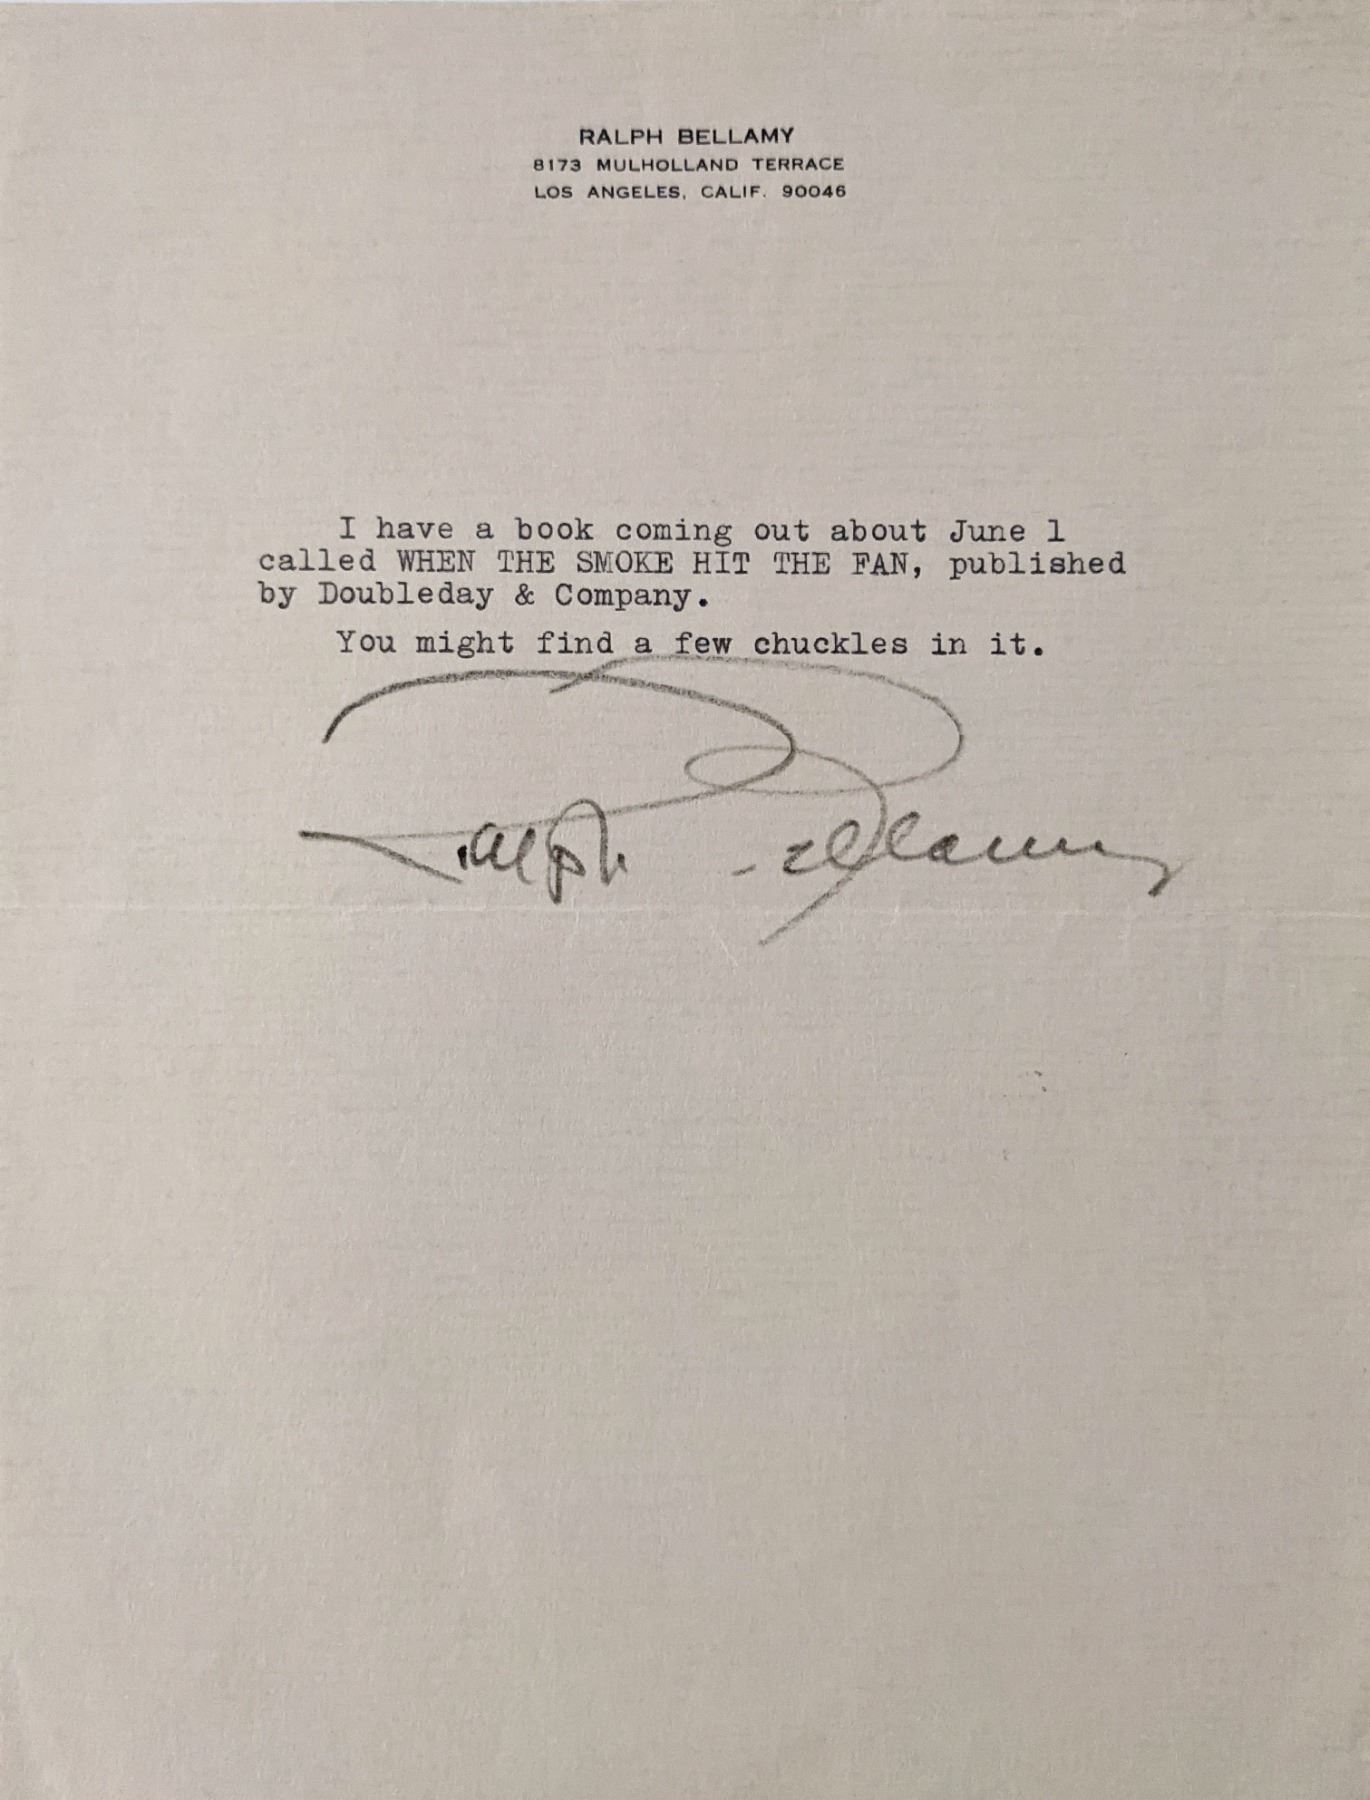 RALPH BELLAMY
8173 MULHOLLAND TERRACE
LOS ANGELES, CALIF. 90046
I have a book coming out about June 1
called WHEN THE SMOKE HIT THE FAN, published
by Doubleday & Company.
You might find a few chuckles in it.
Ralph Bellamy